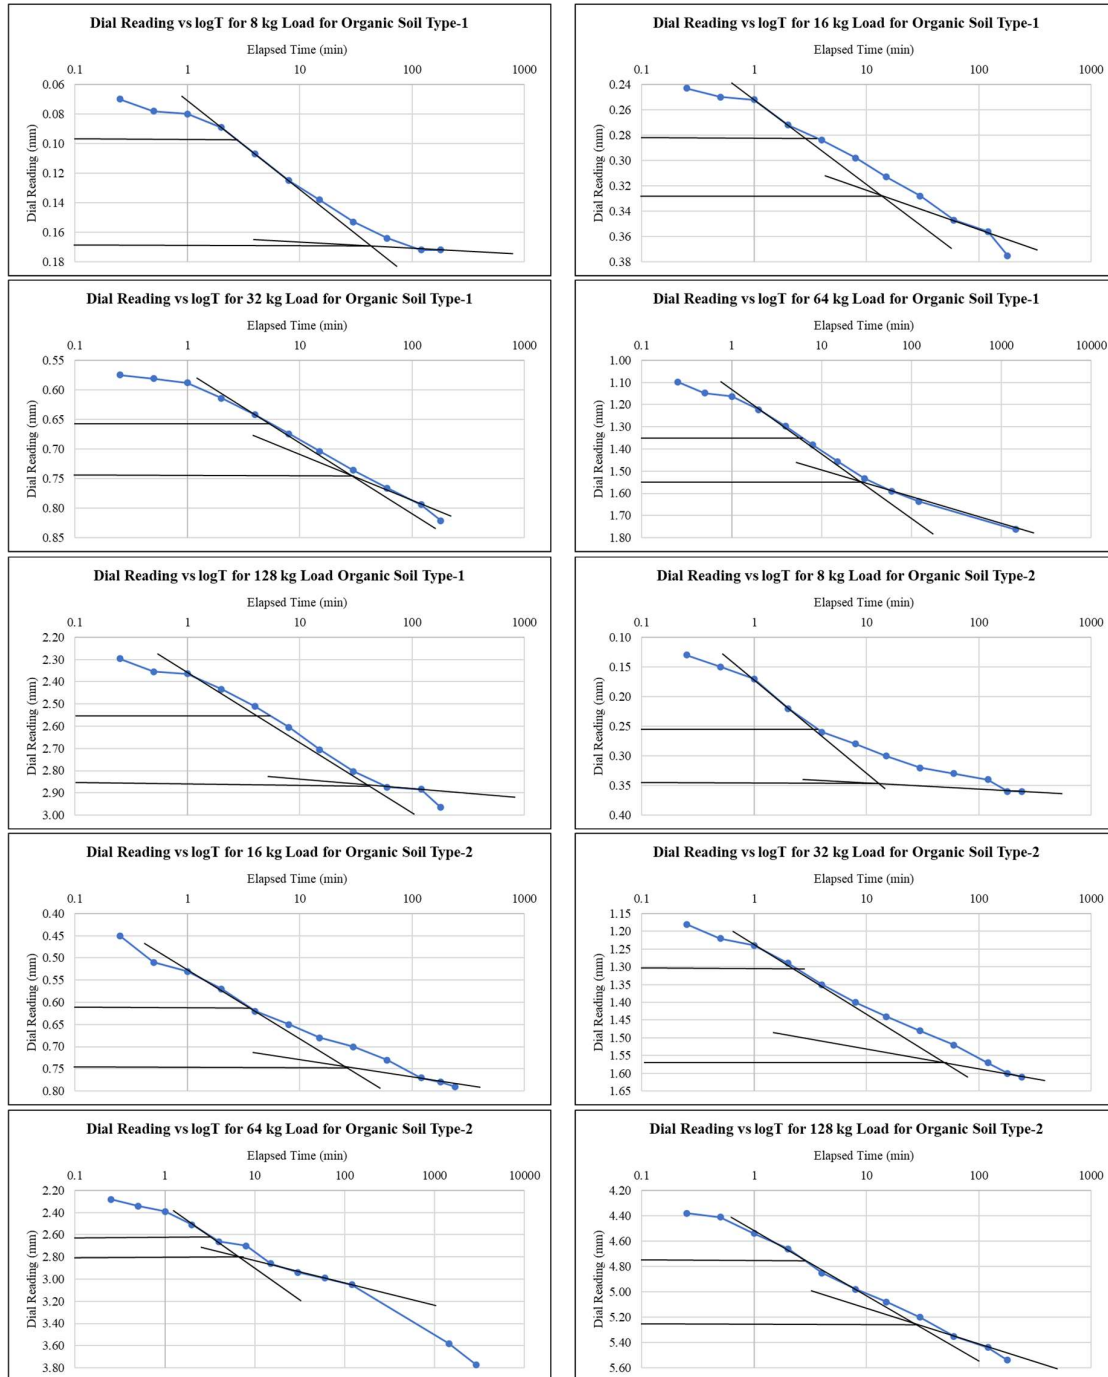 Dial Reading vs logT for 8 kg Load for Organic Soil Type-1
Elapsed Time (min)
0.1 1 10 100 1000
Dial Reading (mm)
0.06
0.08
0.10
0.12
0.14
0.16
0.18
Dial Reading vs logT for 16 kg Load for Organic Soil Type-1
Elapsed Time (min)
0.1 1 10 100 1000
Dial Reading (mm)
0.24
0.26
0.28
0.30
0.32
0.34
0.36
0.38
Dial Reading vs logT for 32 kg Load for Organic Soil Type-1
Elapsed Time (min)
0.1 1 10 100 1000
Dial Reading (mm)
0.55
0.60
0.65
0.70
0.75
0.80
0.85
Dial Reading vs logT for 64 kg Load for Organic Soil Type-1
Elapsed Time (min)
0.1 1 10 100 1000 10000
Dial Reading (mm)
1.00
1.10
1.20
1.30
1.40
1.50
1.60
1.70
1.80
Dial Reading vs logT for 128 kg Load Organic Soil Type-1
Elapsed Time (min)
0.1 1 10 100 1000
Dial Reading (mm)
2.20
2.30
2.40
2.50
2.60
2.70
2.80
2.90
3.00
Dial Reading vs logT for 8 kg Load for Organic Soil Type-2
Elapsed Time (min)
0.1 1 10 100 1000
Dial Reading (mm)
0.10
0.15
0.20
0.25
0.30
0.35
0.40
Dial Reading vs logT for 16 kg Load for Organic Soil Type-2
Elapsed Time (min)
0.1 1 10 100 1000
Dial Reading (mm)
0.40
0.45
0.50
0.55
0.60
0.65
0.70
0.75
0.80
Dial Reading vs logT for 32 kg Load for Organic Soil Type-2
Elapsed Time (min)
0.1 1 10 100 1000
Dial Reading (mm)
1.15
1.20
1.25
1.30
1.35
1.40
1.45
1.50
1.55
1.60
1.65
Dial Reading vs logT for 64 kg Load for Organic Soil Type-2
Elapsed Time (min)
0.1 1 10 100 1000 10000
Dial Reading (mm)
2.20
2.40
2.60
2.80
3.00
3.20
3.40
3.60
3.80
Dial Reading vs logT for 128 kg Load for Organic Soil Type-2
Elapsed Time (min)
0.1 1 10 100 1000
Dial Reading (mm)
4.20
4.40
4.60
4.80
5.00
5.20
5.40
5.60